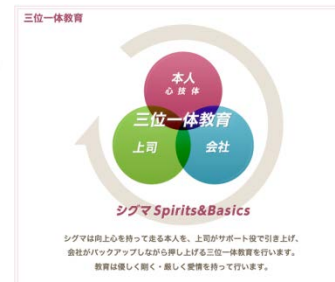 三位一体教育
本人
心 技 体
三位一体教育
上司
会社
シグマ Spirits&Basics
シグマは向上心を持って走る本人を、上司がサポート役で引き上げ、
会社がバックアップしながら押し上げる三位一体教育を行います。
教育は優しく剛く・厳しく愛情を持って行います。